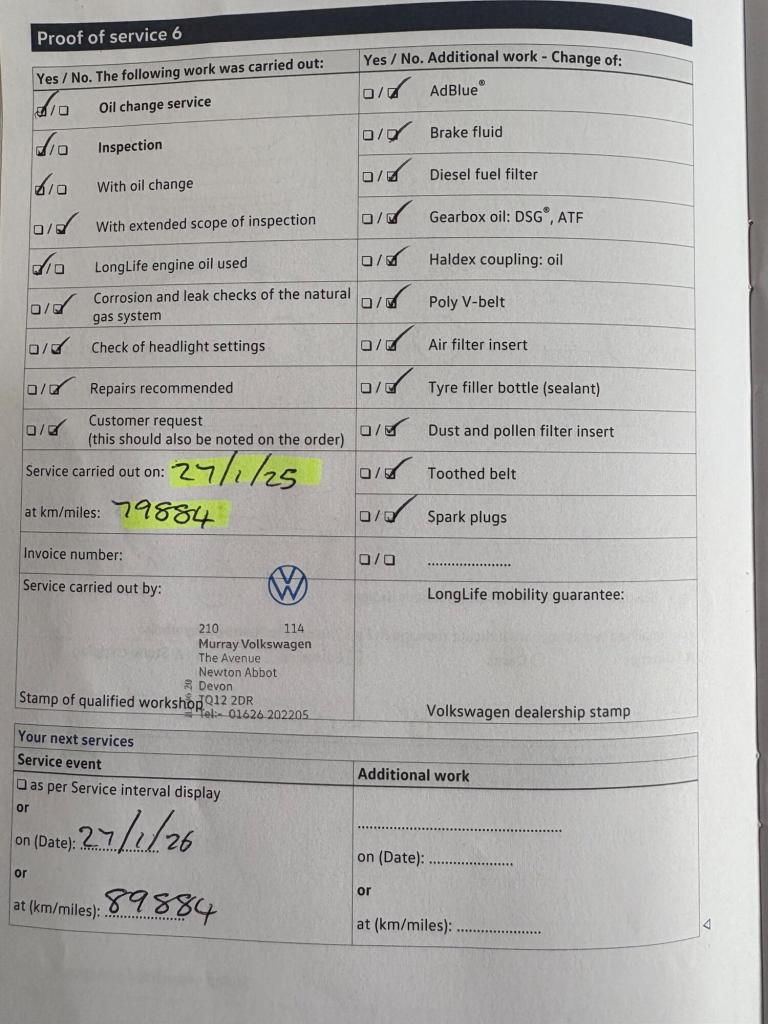 Proof of service 6
Yes / No. The following work was carried out:
Oil change service
Inspection
With oil change
With extended scope of inspection
LongLife engine oil used
Corrosion and leak checks of the natural
gas system
Check of headlight settings
Repairs recommended
Customer request
(this should also be noted on the order)
Service carried out on: 27/1/25
at km/miles: 79884
Invoice number:
Service carried out by:
210 114
Murray Volkswagen
The Avenue
Newton Abbot
Devon
TQ12 2DR
Tel:- 01626 202205
Stamp of qualified workshop
Yes / No. Additional work - Change of:
AdBlue®
Brake fluid
Diesel fuel filter
Gearbox oil: DSG®, ATF
Haldex coupling: oil
Poly V-belt
Air filter insert
Tyre filler bottle (sealant)
Dust and pollen filter insert
Toothed belt
Spark plugs
....................
LongLife mobility guarantee:
Volkswagen dealership stamp
Your next services
Service event
as per Service interval display
or
on (Date): 27/1/26
or
at (km/miles): 89884
Additional work
..................................................
on (Date): ....................
or
at (km/miles): ....................